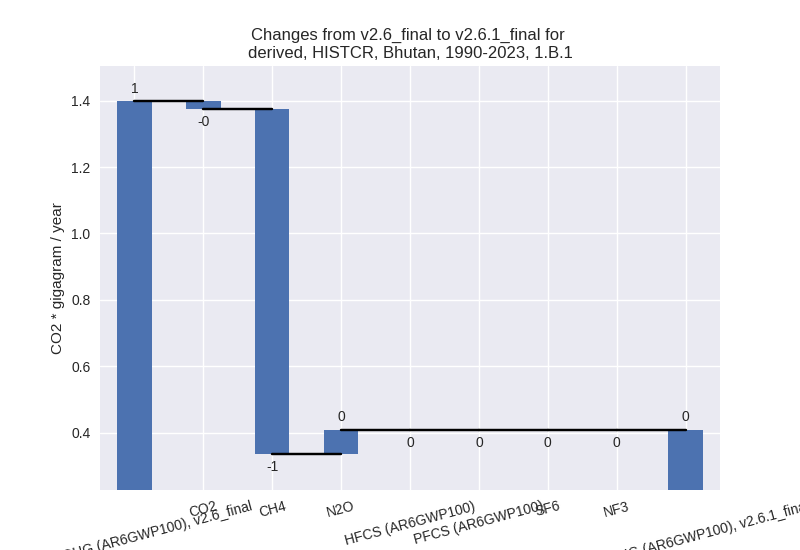 Changes from v2.6_final to v2.6.1_final for
derived, HISTCR, Bhutan, 1990-2023, 1.B.1
CO2 * gigagram / year
1.4
1.2
1.0
0.8
0.6
0.4
1
-0
-1
0
0
0
0
0
0
(AR6GWP100), v2.6_final
CO2
CH4
N2O
HFCS (AR6GWP100)
PFCS (AR6GWP100)
SF6
NF3
(AR6GWP100), v2.6.1_fina